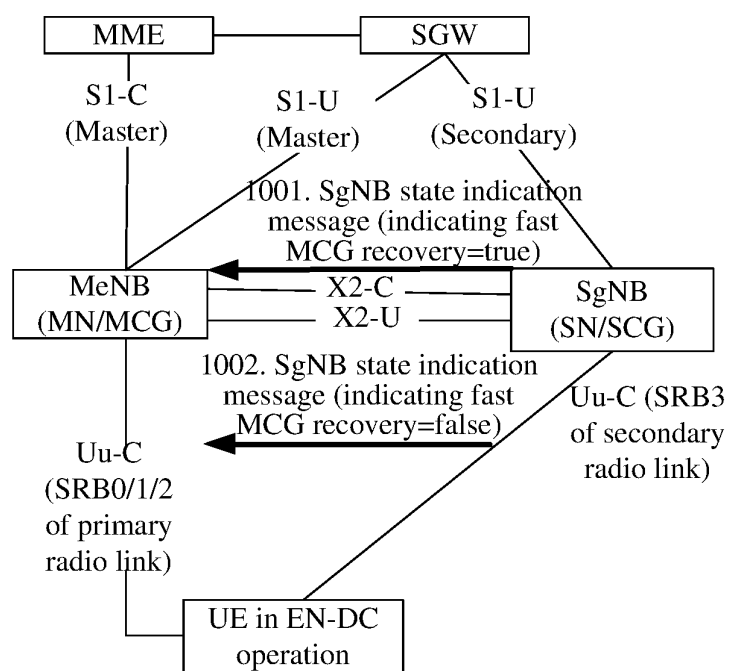 MME
SGW
S1-C
(Master)
S1-U
(Master)
S1-U
(Secondary)
1001. SgNB state indication
message (indicating fast
MCG recovery=true)
MeNB
(MN/MCG)
X2-C
X2-U
SgNB
(SN/SCG)
1002. SgNB state indication
message (indicating fast
MCG recovery=false)
Uu-C (SRB3
of secondary
radio link)
Uu-C
(SRB0/1/2
of primary
radio link)
UE in EN-DC
operation